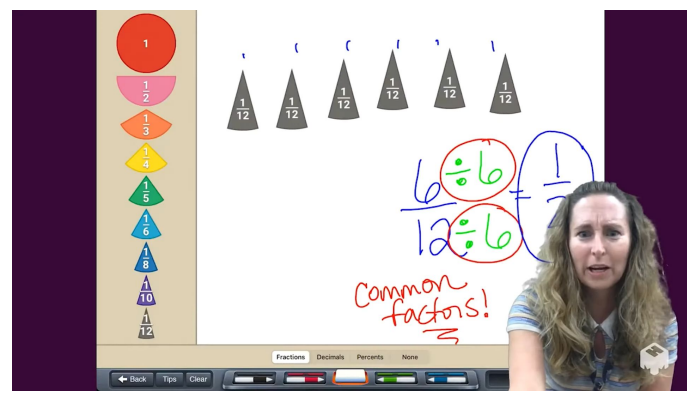 1
1/2
1/3
1/4
1/5
1/6
1/8
1/10
1/12
1/12 1/12 1/12 1/12 1/12 1/12
6 ÷ 6 = 1
12 ÷ 6 2
Common
factors!
Fractions Decimals Percents None
Back Tips Clear